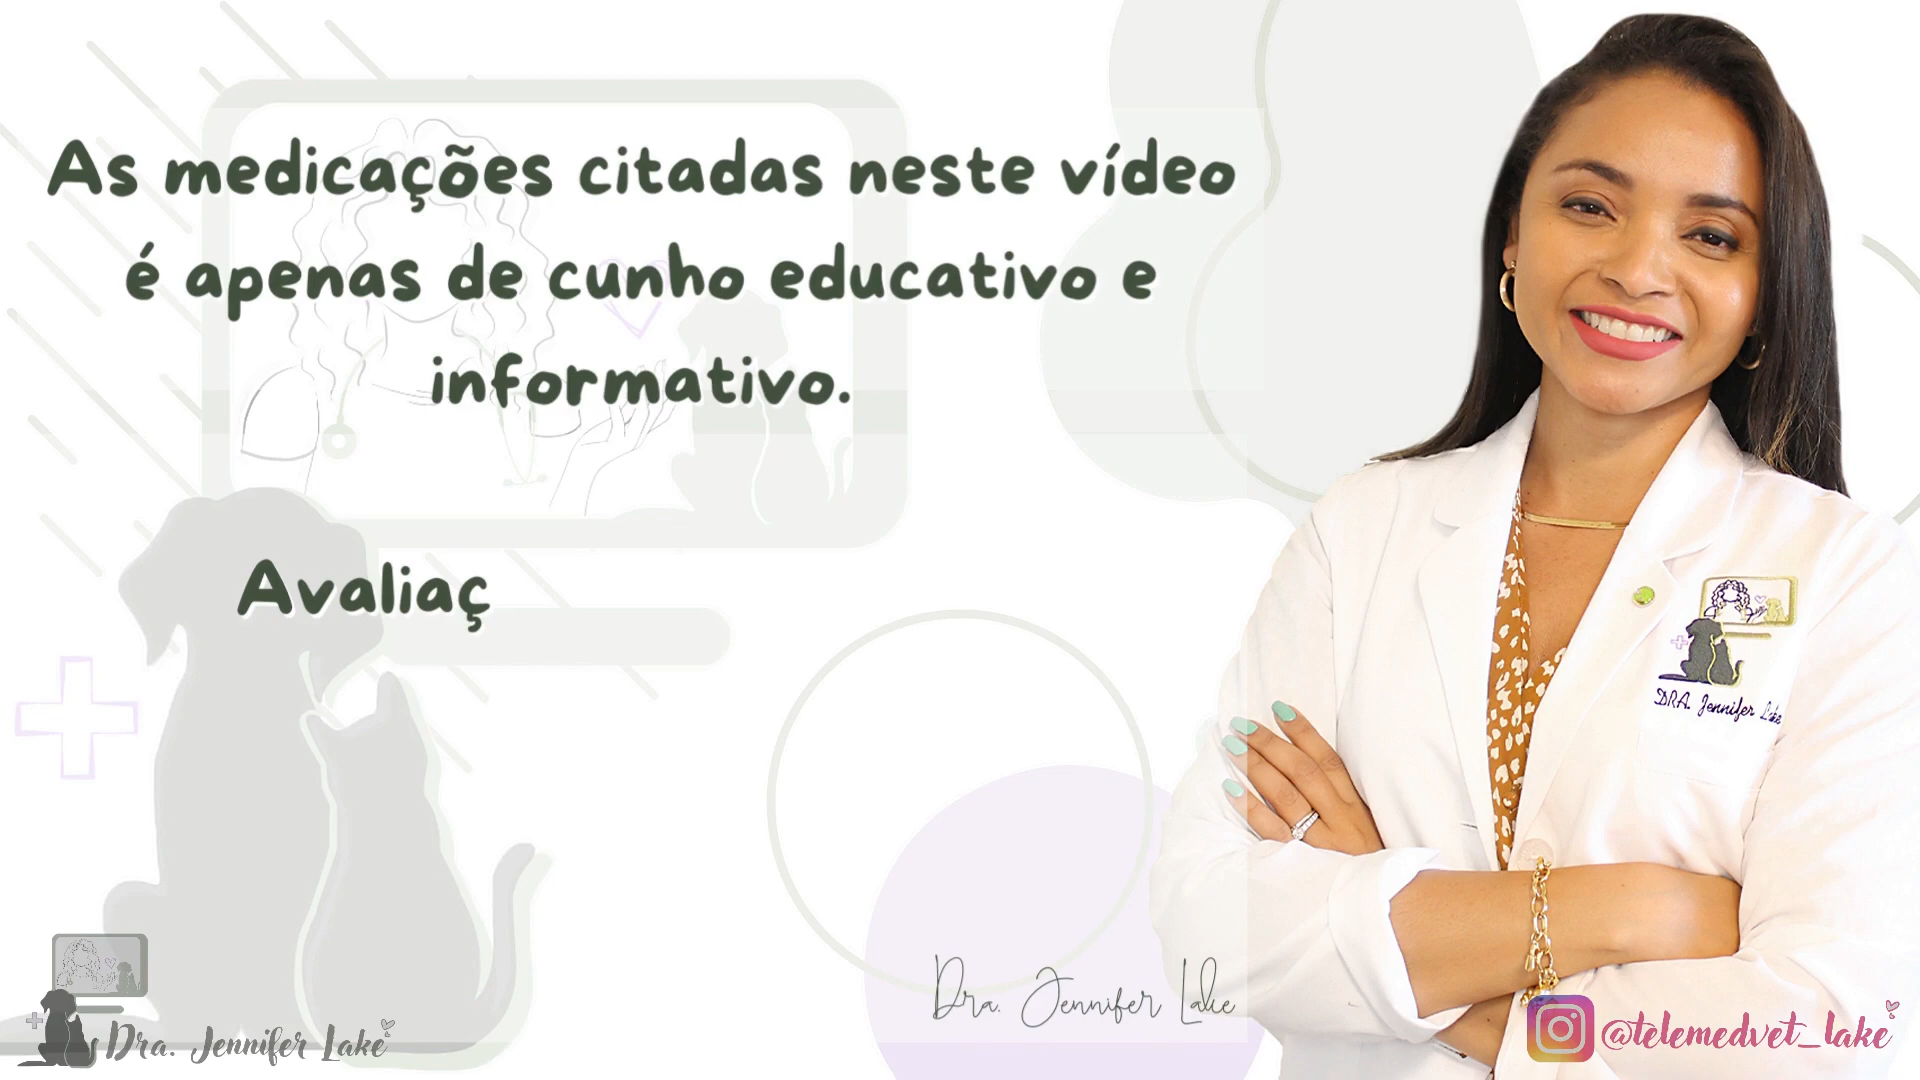 As medicações citadas neste vídeo
é apenas de cunho educativo e
informativo.
Avaliaç
DRA. Jennifer Lake
Dra. Jennifer Lake
Dra. Jennifer Lake
@telemedvet_lake